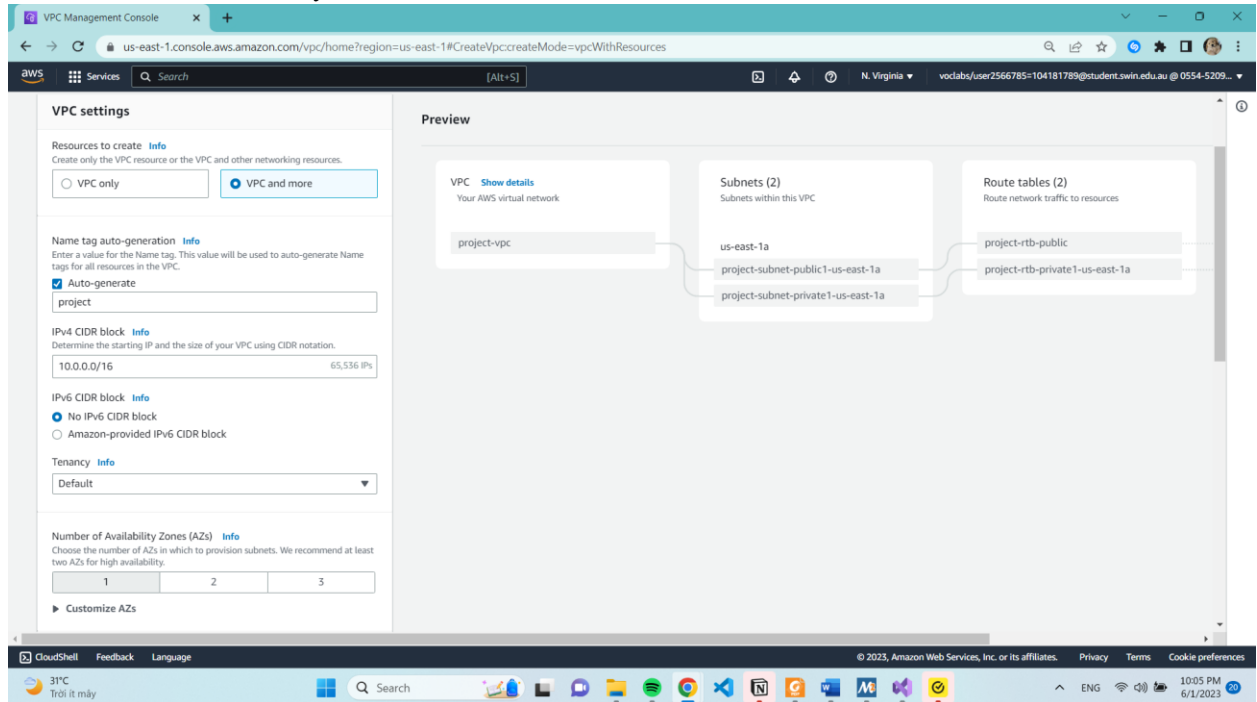 VPC Management Console
us-east-1.console.aws.amazon.com/vpc/home?region=us-east-1#CreateVpc:createMode=vpcWithResources
aws
Services
Search
[Alt+S]
N. Virginia
voclabs/user2566785=104181789@student.swin.edu.au @ 0554-5209...
VPC settings
Resources to create Info
Create only the VPC resource or the VPC and other networking resources.
VPC only
VPC and more
Name tag auto-generation Info
Enter a value for the Name tag. This value will be used to auto-generate Name
tags for all resources in the VPC.
Auto-generate
project
IPv4 CIDR block Info
Determine the starting IP and the size of your VPC using CIDR notation.
10.0.0.0/16
65,536 IPs
IPv6 CIDR block Info
No IPv6 CIDR block
Amazon-provided IPv6 CIDR block
Tenancy Info
Default
Number of Availability Zones (AZs) Info
Choose the number of AZs in which to provision subnets. We recommend at least
two AZs for high availability.
1 2 3
Customize AZs
Preview
VPC Show details
Your AWS virtual network
project-vpc
Subnets (2)
Subnets within this VPC
us-east-1a
project-subnet-public1-us-east-1a
project-subnet-private1-us-east-1a
Route tables (2)
Route network traffic to resources
project-rtb-public
project-rtb-private1-us-east-1a
CloudShell Feedback Language
© 2023, Amazon Web Services, Inc. or its affiliates. Privacy Terms Cookie preferences
31°C
Trời ít mây
Search
ENG
10:05 PM
6/1/2023
20